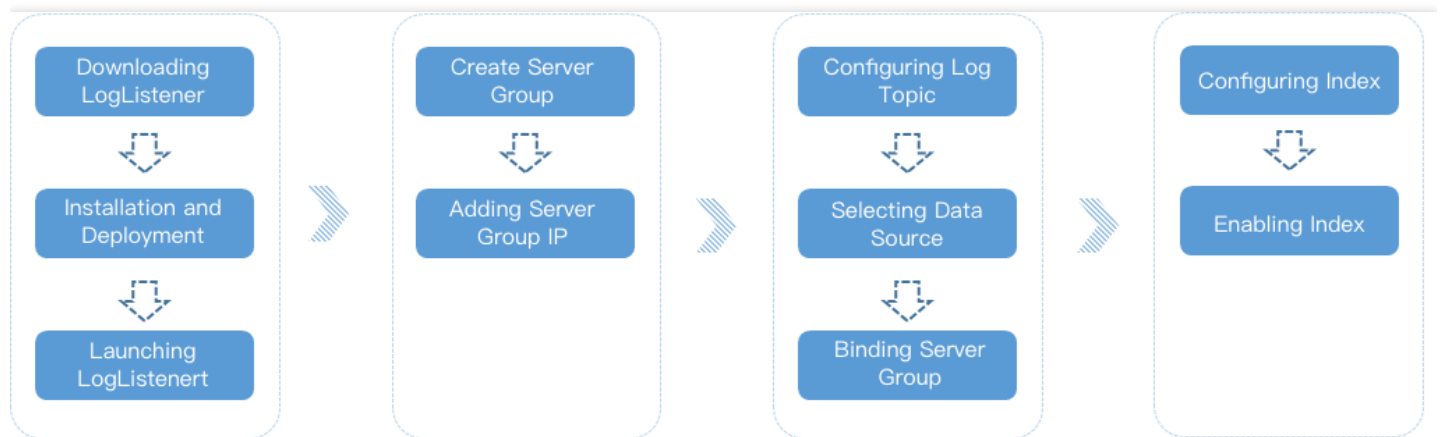 Downloading
LogListener
Installation and
Deployment
Launching
LogListenert
Create Server
Group
Adding Server
Group IP
Configuring Log
Topic
Selecting Data
Source
Binding Server
Group
Configuring Index
Enabling Index